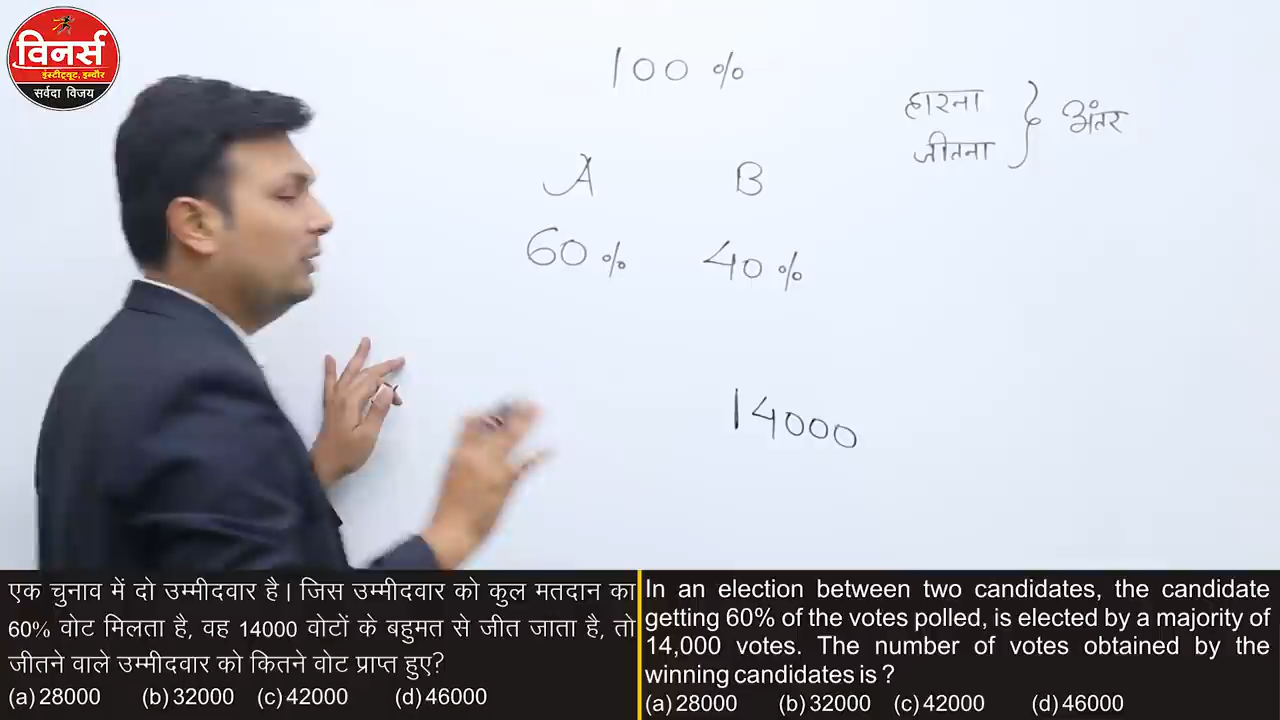 विनर्स
इंस्टीट्यूट, इन्दौर
सर्वदा विजय
100 %
हारना
जीतना
} अंतर
A B
60 % 40 %
14000
एक चुनाव में दो उम्मीदवार है। जिस उम्मीदवार को कुल मतदान का
60% वोट मिलता है, वह 14000 वोटों के बहुमत से जीत जाता है, तो
जीतने वाले उम्मीदवार को कितने वोट प्राप्त हुए?
(a) 28000 (b) 32000 (c) 42000 (d) 46000
In an election between two candidates, the candidate
getting 60% of the votes polled, is elected by a majority of
14,000 votes. The number of votes obtained by the
winning candidates is ?
(a) 28000 (b) 32000 (c) 42000 (d) 46000